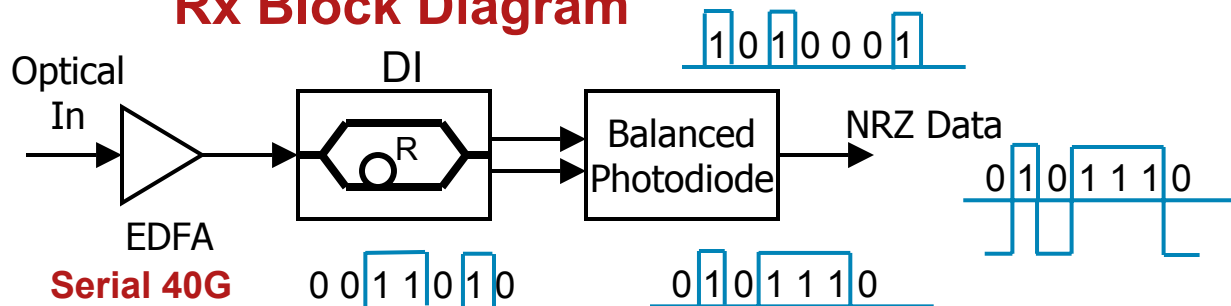 Rx Block Diagram
1 0 1 0 0 0 1
Optical
In
DI
R
Balanced
Photodiode
NRZ Data
0 1 0 1 1 1 0
EDFA
Serial 40G
0 0 1 1 0 1 0
0 1 0 1 1 1 0